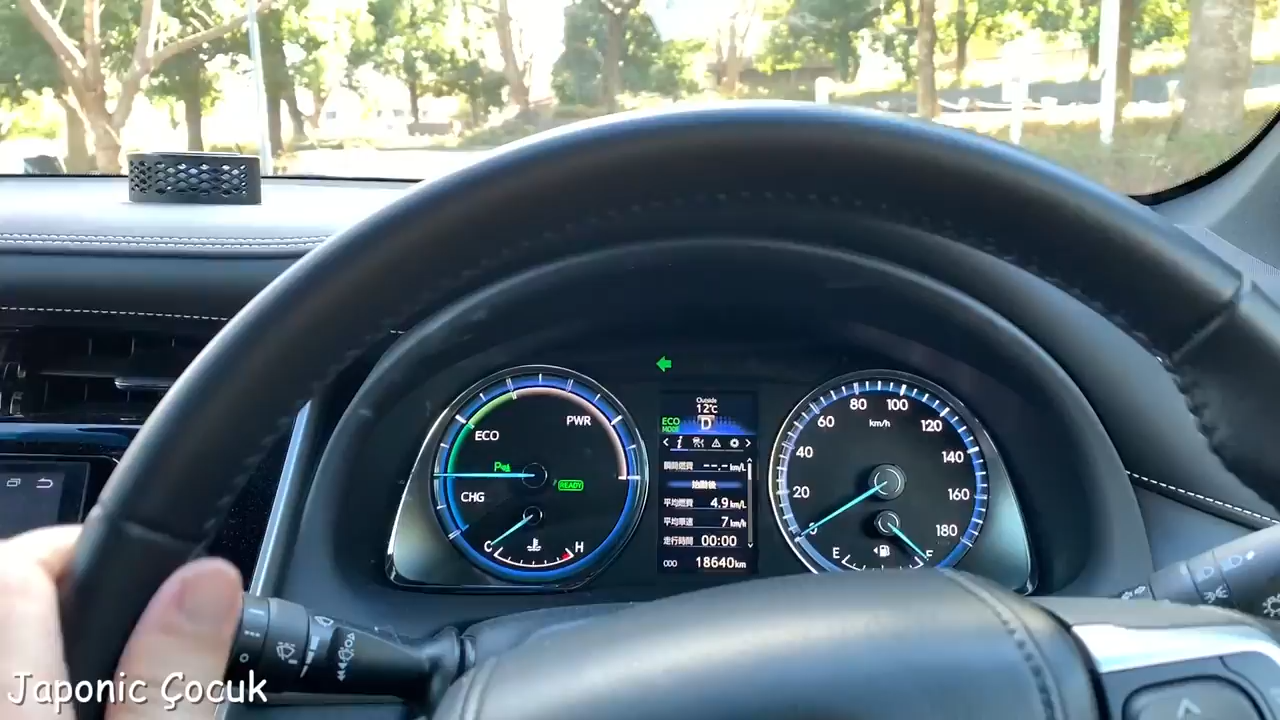 PWR
ECO
CHG
READY
C
H
Outside
12℃
ECO
MODE
D
瞬間燃費 --.- km/L
始動後
平均燃費 4.9 km/L
平均車速 7 km/h
走行時間 00:00
ODO 18640 km
0
20
40
60
80
100
120
140
160
180
km/h
E
F
Japonic Çocuk